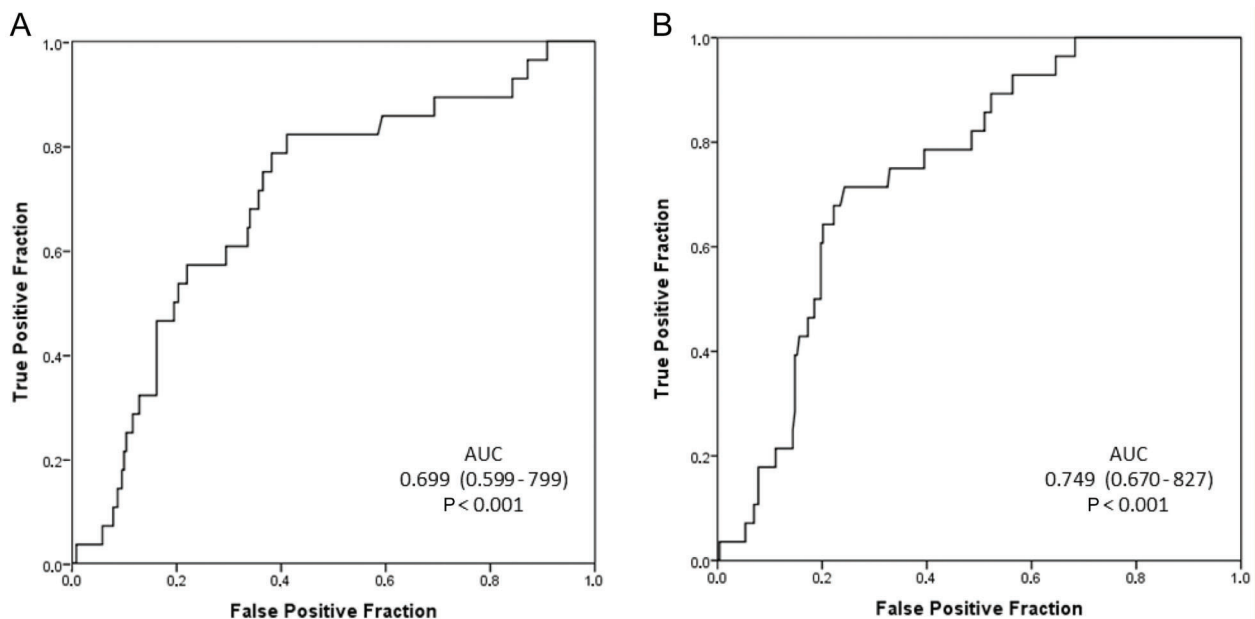 A
1.0
0.8
0.6
0.4
0.2
0.0
True Positive Fraction
AUC
0.699 (0.599-799)
P < 0.001
0.0 0.2 0.4 0.6 0.8 1.0
False Positive Fraction
B
1.0
0.8
0.6
0.4
0.2
0.0
True Positive Fraction
AUC
0.749 (0.670-827)
P < 0.001
0.0 0.2 0.4 0.6 0.8 1.0
False Positive Fraction